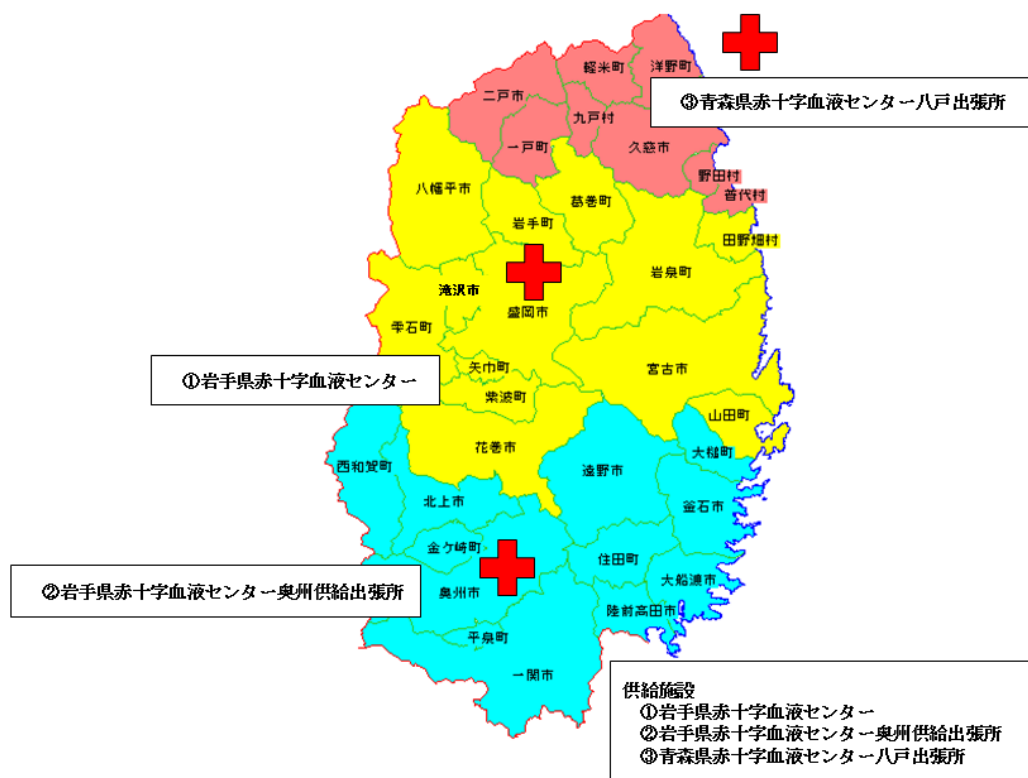 軽米町
洋野町
二戸市
③青森県赤十字血液センター八戸出張所
九戸村
一戸町
久慈市
野田村
八幡平市
普代村
葛巻町
岩手町
田野畑村
岩泉町
滝沢市
盛岡市
雫石町
矢巾町
宮古市
①岩手県赤十字血液センター
紫波町
山田町
花巻市
大槌町
西和賀町
遠野市
北上市
釜石市
金ケ崎町
住田町
②岩手県赤十字血液センター奥州供給出張所
大船渡市
奥州市
陸前高田市
平泉町
一関市
供給施設
①岩手県赤十字血液センター
②岩手県赤十字血液センター奥州供給出張所
③青森県赤十字血液センター八戸出張所